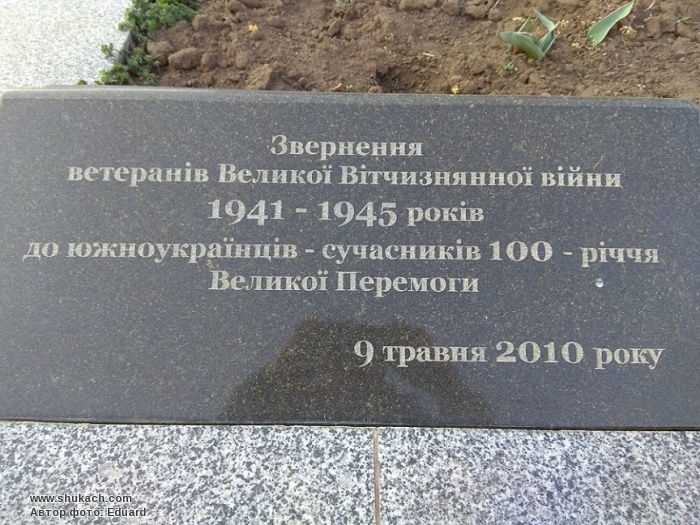 Звернення
ветеранів Великої Вітчизнянної війни
1941 - 1945 років
до южноукраїнців - сучасників 100 - річчя
Великої Перемоги
9 травня 2010 року
www.shukach.com
Автор фото: Eduard